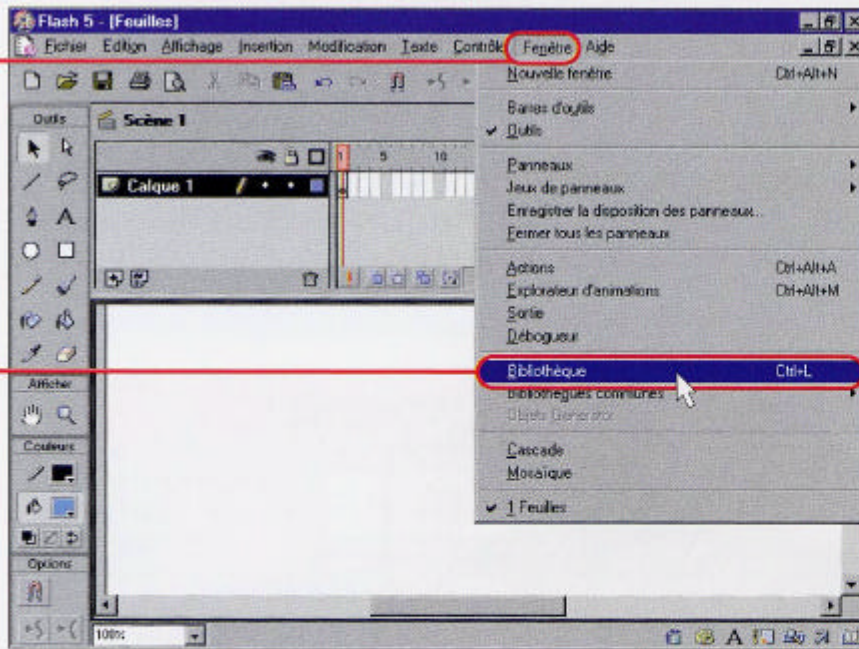 Flash 5 - [Feuilles]
Fichier Edition Affichage Insertion Modification Texte Contrôle Fenêtre Aide
Outils
Scène 1
1 5 10
Calque 1
Afficher
Couleurs
Options
100%
Nouvelle fenêtre Ctrl+Alt+N
Barres d'outils
Outils
Panneaux
Jeux de panneaux
Enregistrer la disposition des panneaux...
Fermer tous les panneaux
Actions Ctrl+Alt+A
Explorateur d'animations Ctrl+Alt+M
Sortie
Débogueur
Bibliothèque Ctrl+L
Bibliothèques communes
Objets Generator
Cascade
Mosaïque
1 Feuilles